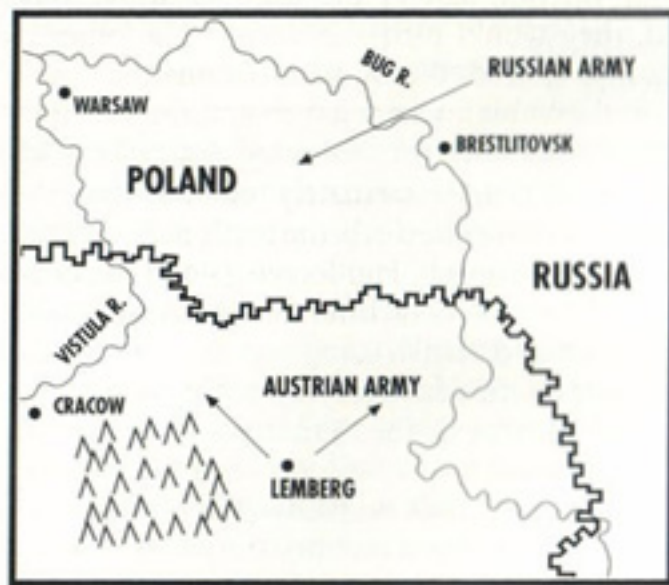 BUG R.
RUSSIAN ARMY
WARSAW
BRESTLITOVSK
POLAND
RUSSIA
VISTULA R.
AUSTRIAN ARMY
CRACOW
LEMBERG